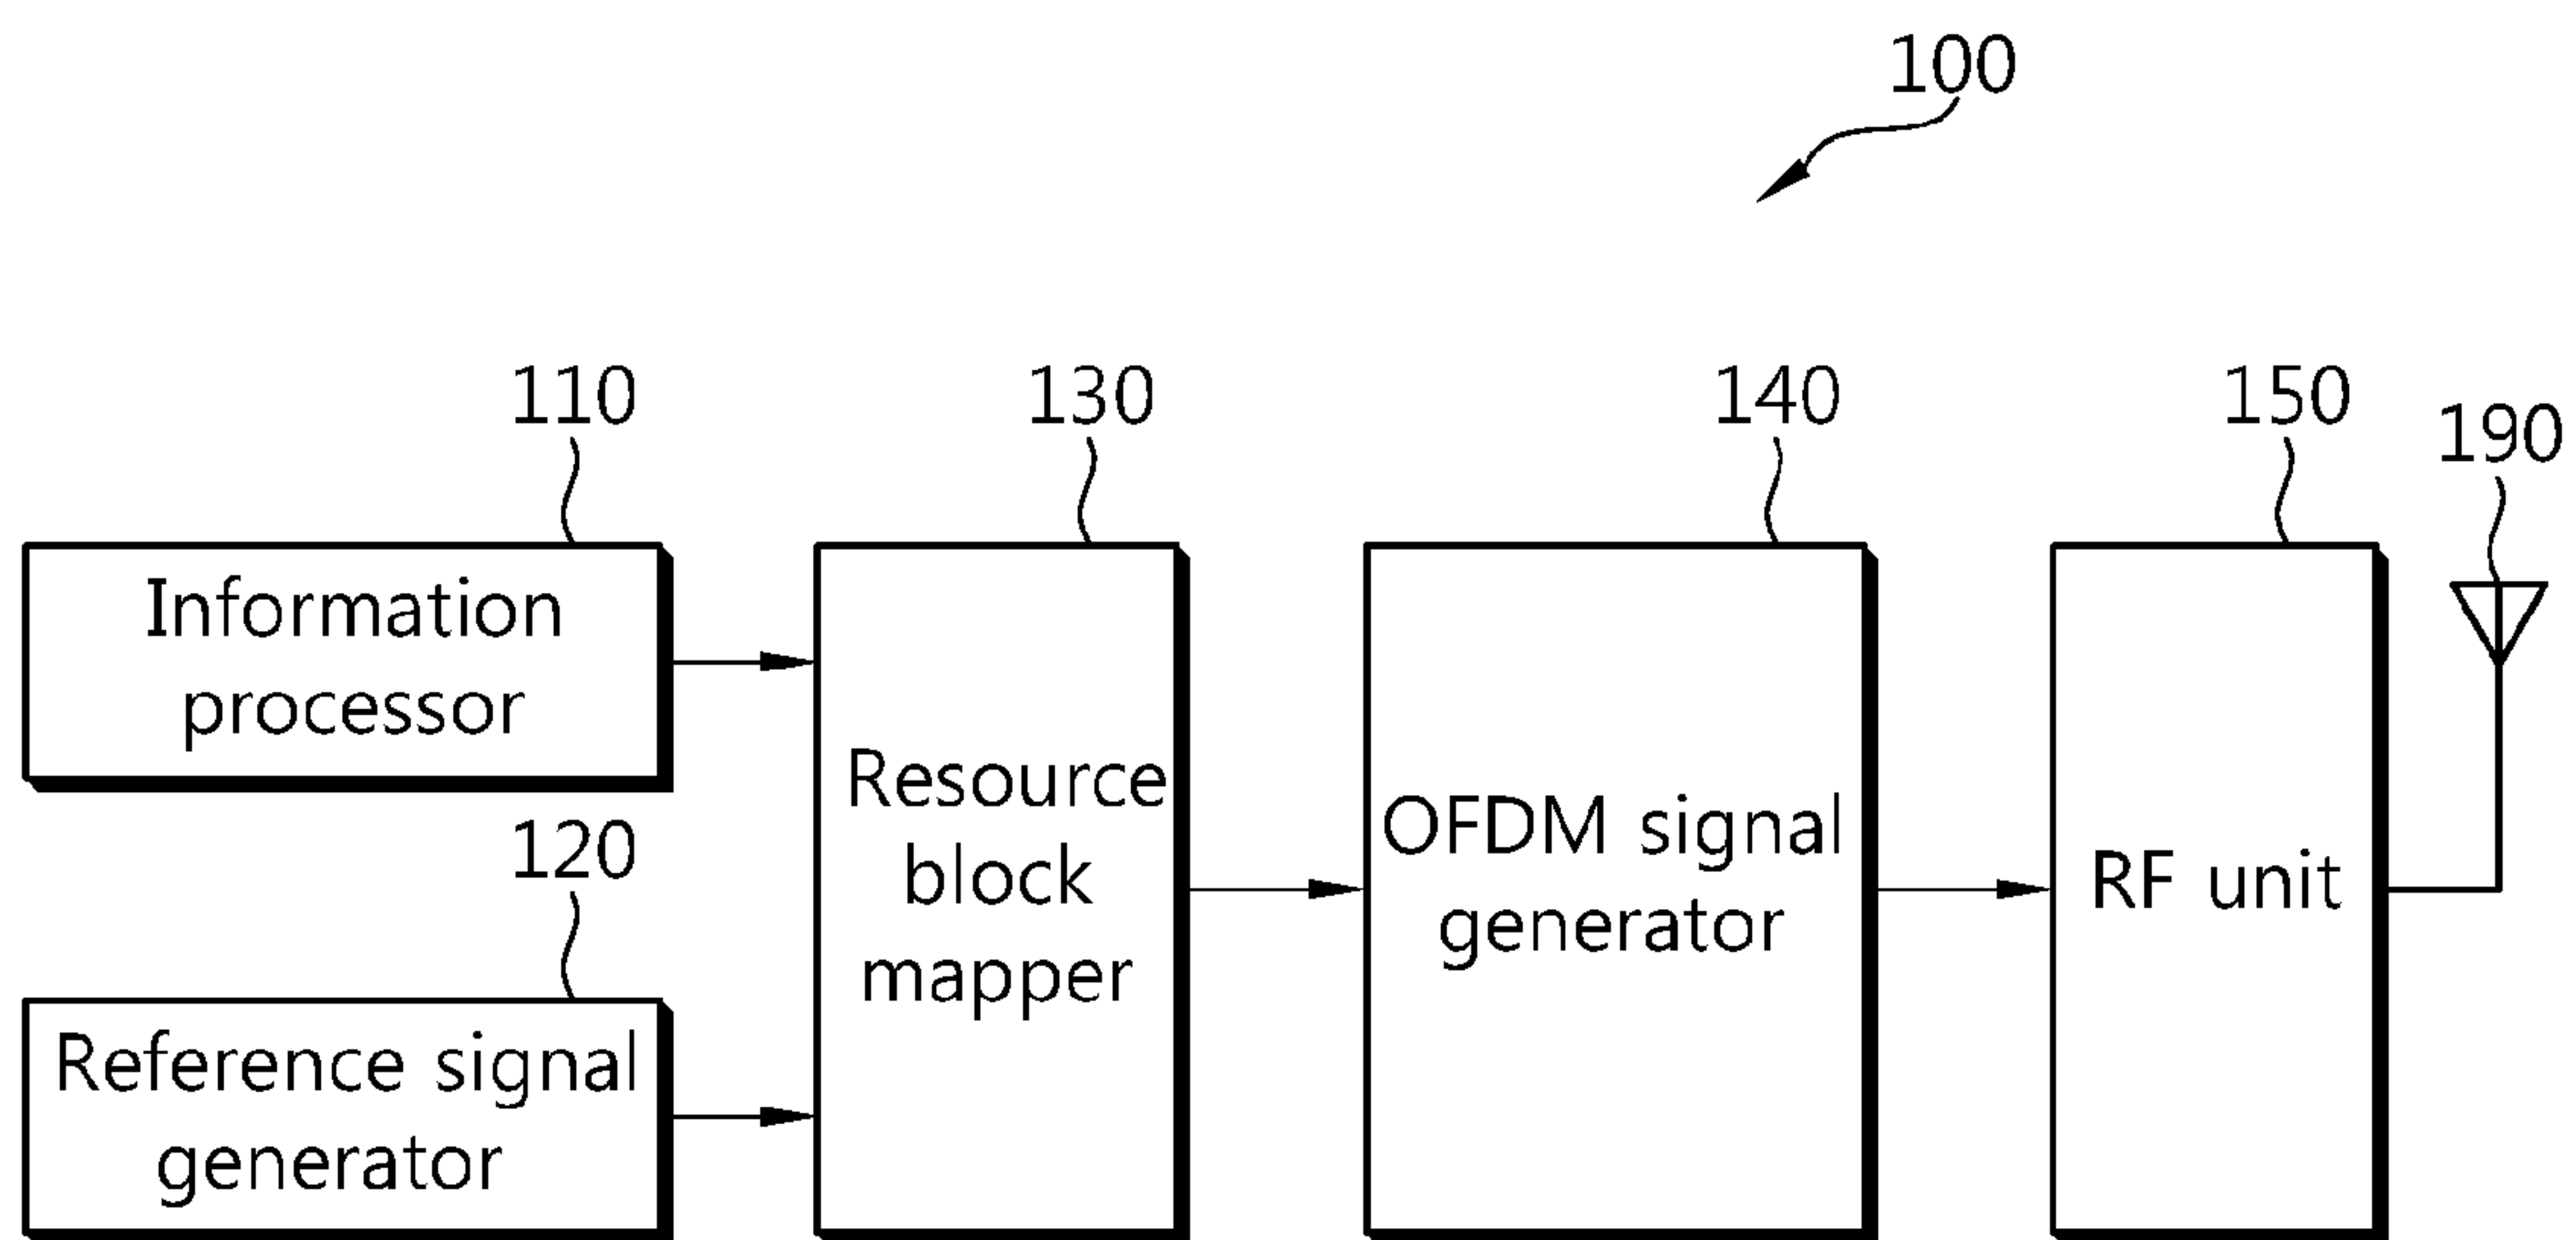 100
110
130
140
150
190
Information
processor
120
Reference signal
generator
Resource
block
mapper
OFDM signal
generator
RF unit